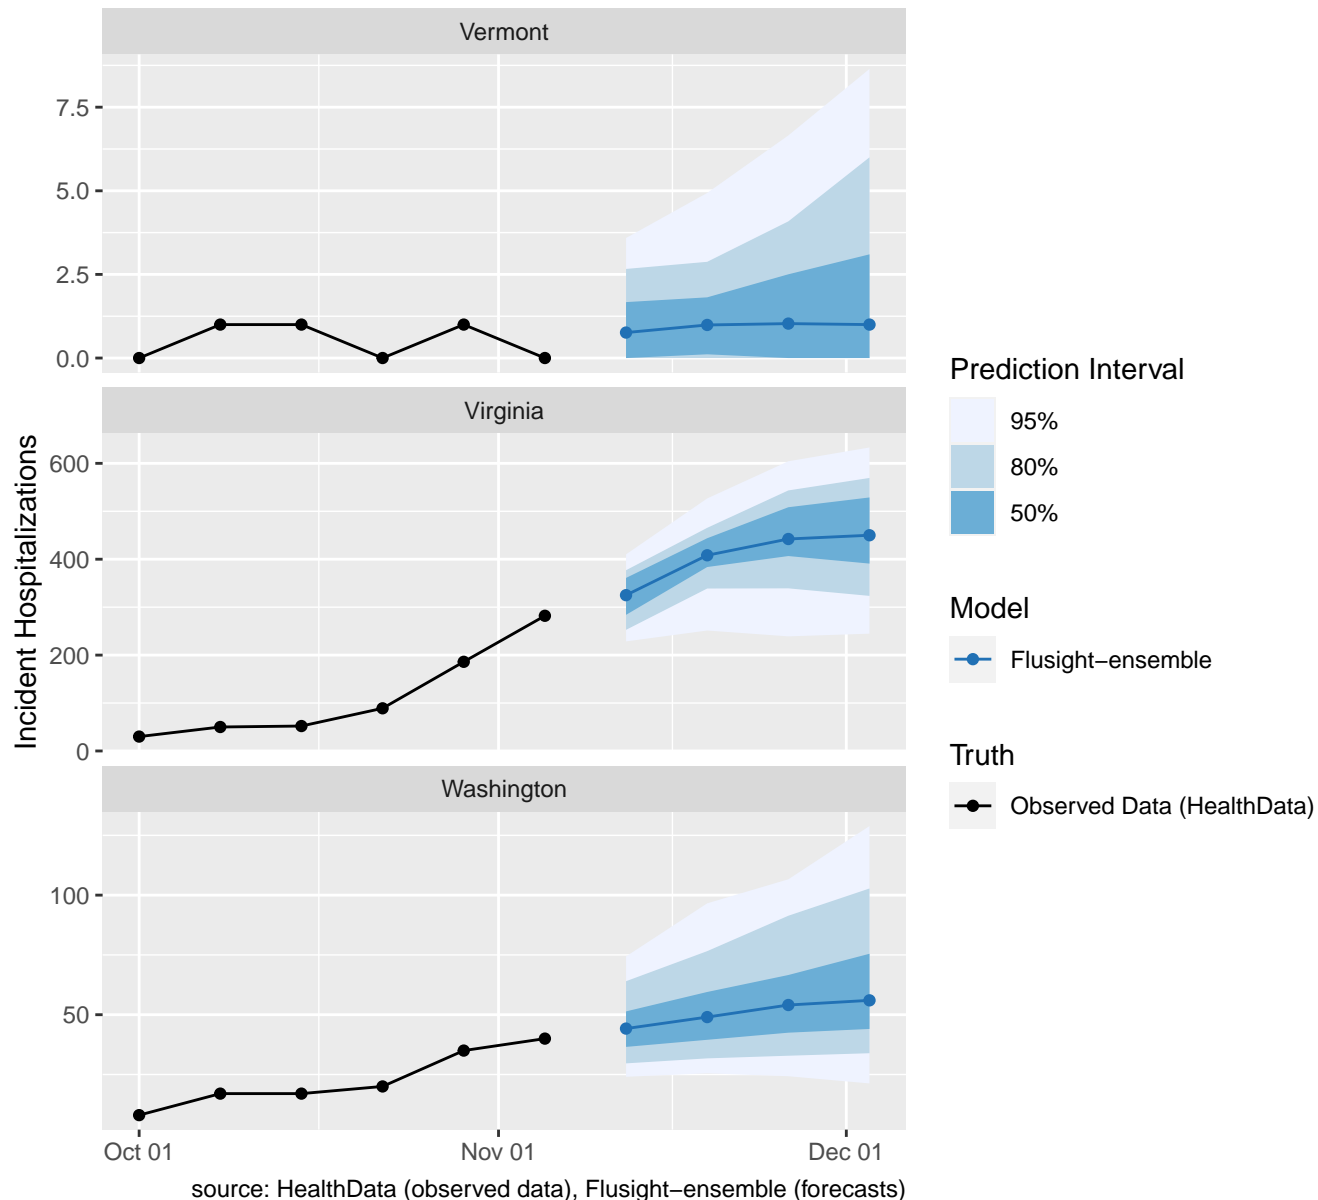 Vermont
7.5
5.0
2.5
0.0
Virginia
600
400
200
0
Washington
100
50
Oct 01
Nov 01
Dec 01
Incident Hospitalizations
source: HealthData (observed data), Flusight−ensemble (forecasts)
Prediction Interval
95%
80%
50%
Model
Flusight−ensemble
Truth
Observed Data (HealthData)